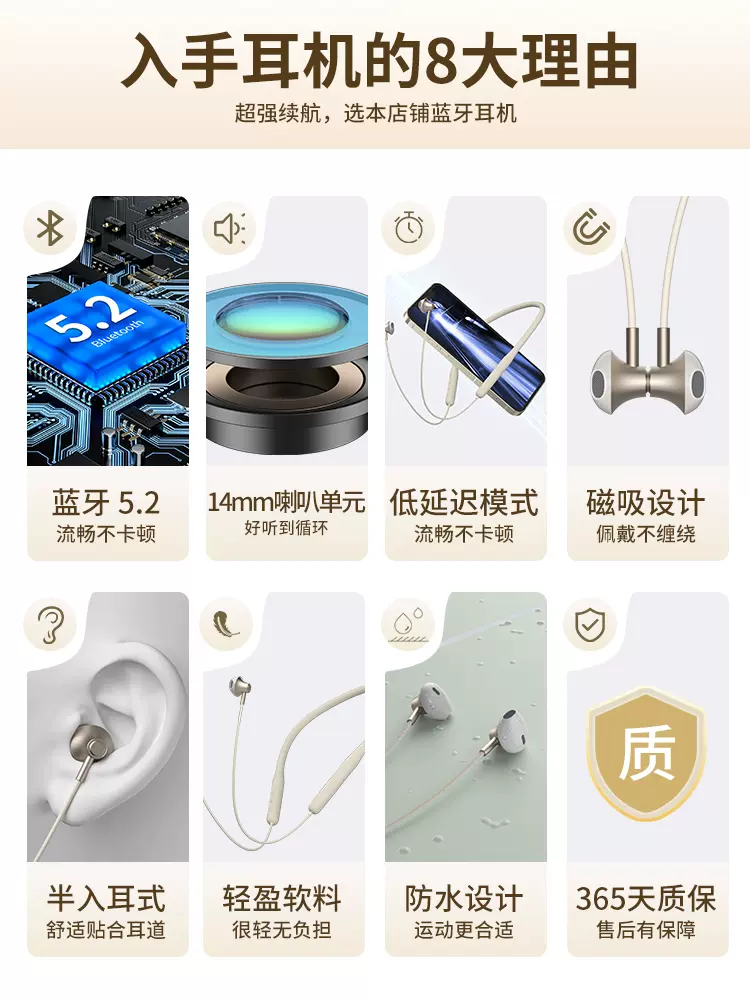 入手耳机的8大理由
超强续航，选本店铺蓝牙耳机
5.2
Bluetooth
蓝牙 5.2
流畅不卡顿
14mm喇叭单元
好听到循环
低延迟模式
流畅不卡顿
磁吸设计
佩戴不缠绕
半入耳式
舒适贴合耳道
轻盈软料
很轻无负担
防水设计
运动更合适
质
365天质保
售后有保障